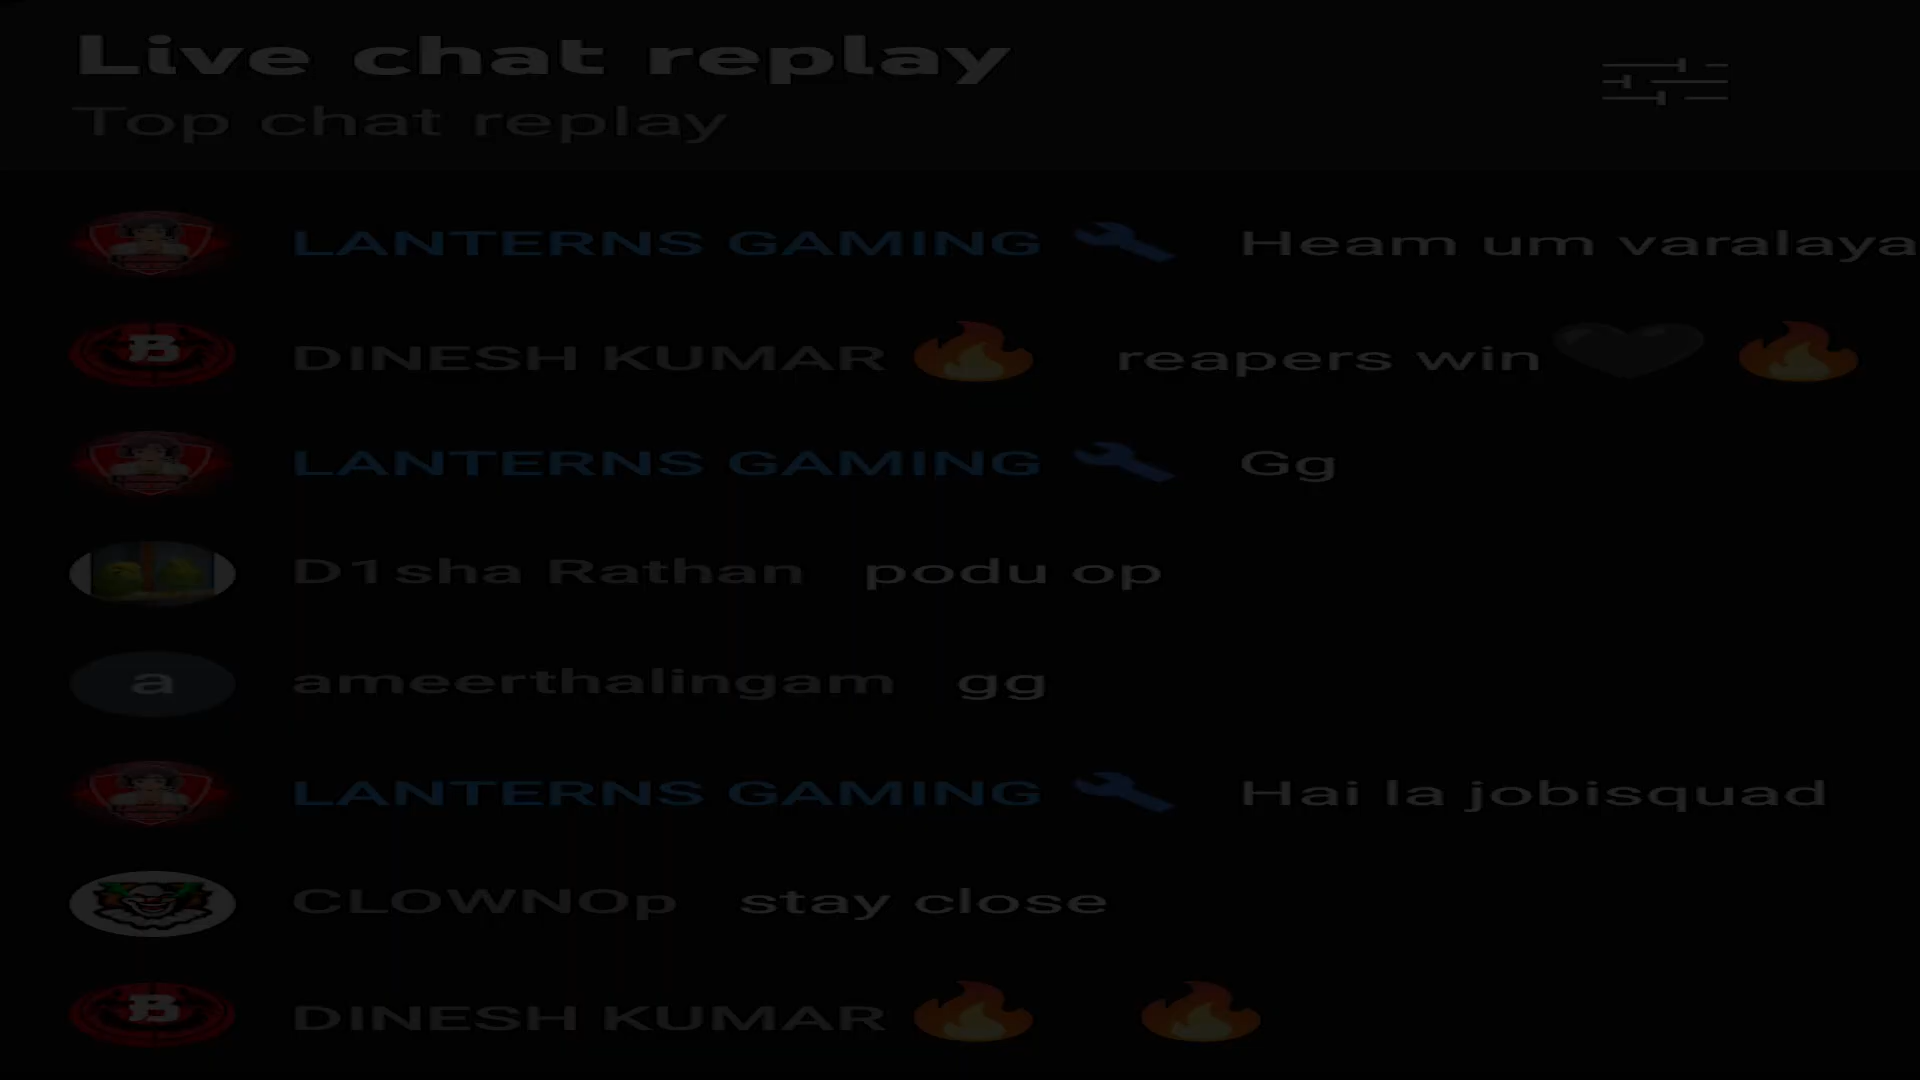 Live chat replay
Top chat replay
LANTERNS GAMING 🔧 Heam um varalaya
B DINESH KUMAR 🔥 reapers win 🖤 🔥
LANTERNS GAMING 🔧 Gg
D1sha Rathan podu op
a ameerthalingam gg
LANTERNS GAMING 🔧 Hai la jobisquad
CLOWNOp stay close
B DINESH KUMAR 🔥 🔥